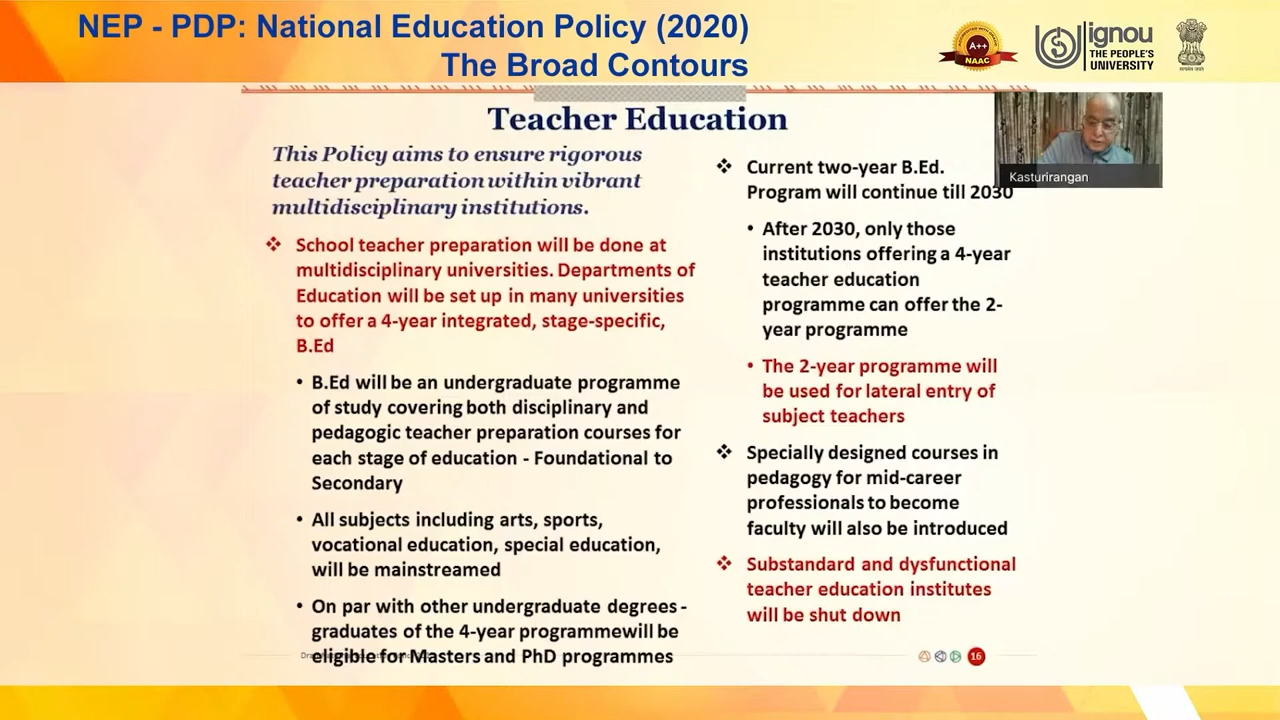 NEP - PDP: National Education Policy (2020)
The Broad Contours
A++
NAAC
ignou
THE PEOPLE'S
UNIVERSITY
Teacher Education
This Policy aims to ensure rigorous
teacher preparation within vibrant
multidisciplinary institutions.
School teacher preparation will be done at
multidisciplinary universities. Departments of
Education will be set up in many universities
to offer a 4-year integrated, stage-specific,
B.Ed
• B.Ed will be an undergraduate programme
of study covering both disciplinary and
pedagogic teacher preparation courses for
each stage of education - Foundational to
Secondary
• All subjects including arts, sports,
vocational education, special education,
will be mainstreamed
• On par with other undergraduate degrees -
graduates of the 4-year programmewill be
eligible for Masters and PhD programmes
Current two-year B.Ed.
Program will continue till 2030
• After 2030, only those
institutions offering a 4-year
teacher education
programme can offer the 2-
year programme
• The 2-year programme will
be used for lateral entry of
subject teachers
Specially designed courses in
pedagogy for mid-career
professionals to become
faculty will also be introduced
Substandard and dysfunctional
teacher education institutes
will be shut down
Kasturirangan
16